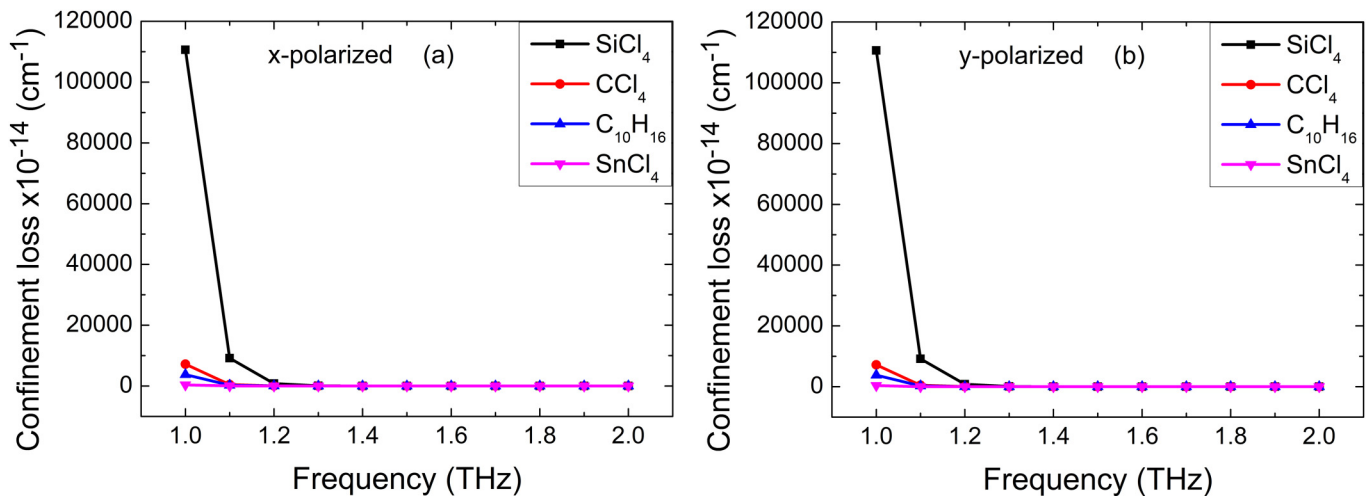 x-polarized (a)
SiCl4
CCl4
C10H16
SnCl4
120000
100000
80000
60000
40000
20000
0
Confinement loss x10-14 (cm-1)
1.0 1.2 1.4 1.6 1.8 2.0
Frequency (THz)
y-polarized (b)
SiCl4
CCl4
C10H16
SnCl4
120000
100000
80000
60000
40000
20000
0
Confinement loss x10-14 (cm-1)
1.0 1.2 1.4 1.6 1.8 2.0
Frequency (THz)